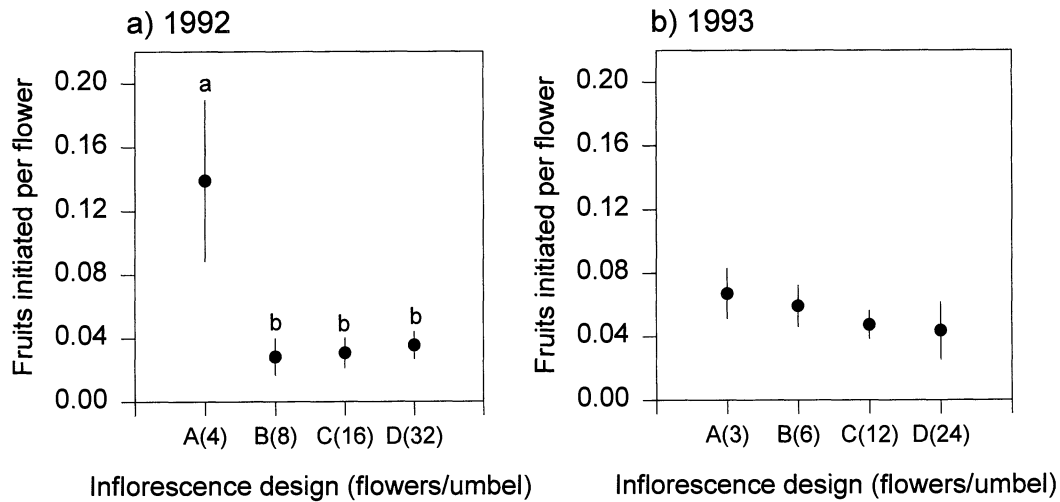 a) 1992
Fruits initiated per flower
0.20
0.16
0.12
0.08
0.04
0.00
a
b
b
b
A(4) B(8) C(16) D(32)
Inflorescence design (flowers/umbel)
b) 1993
Fruits initiated per flower
0.20
0.16
0.12
0.08
0.04
0.00
A(3) B(6) C(12) D(24)
Inflorescence design (flowers/umbel)